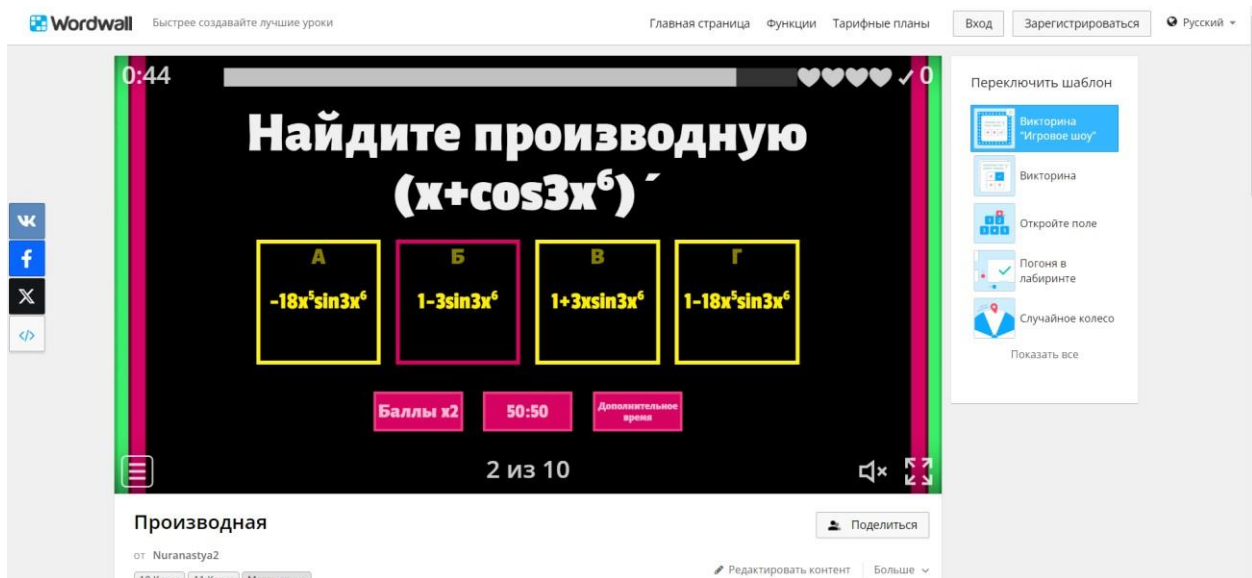 Wordwall
Быстрее создавайте лучшие уроки
Главная страница Функции Тарифные планы Вход Зарегистрироваться Русский
0:44 ✓ 0
Найдите производную
(x+cos3x⁶)´
А Б В Г
-18x⁵sin3x⁶ 1-3sin3x⁶ 1+3xsin3x⁶ 1-18x⁵sin3x⁶
Баллы x2 50:50 Дополнительное
время
2 из 10
Переключить шаблон
Викторина
"Игровое шоу"
Викторина
Откройте поле
Погоня в
лабиринте
Случайное колесо
Показать все
Производная
Поделиться
от Nuranastya2
Редактировать контент Больше